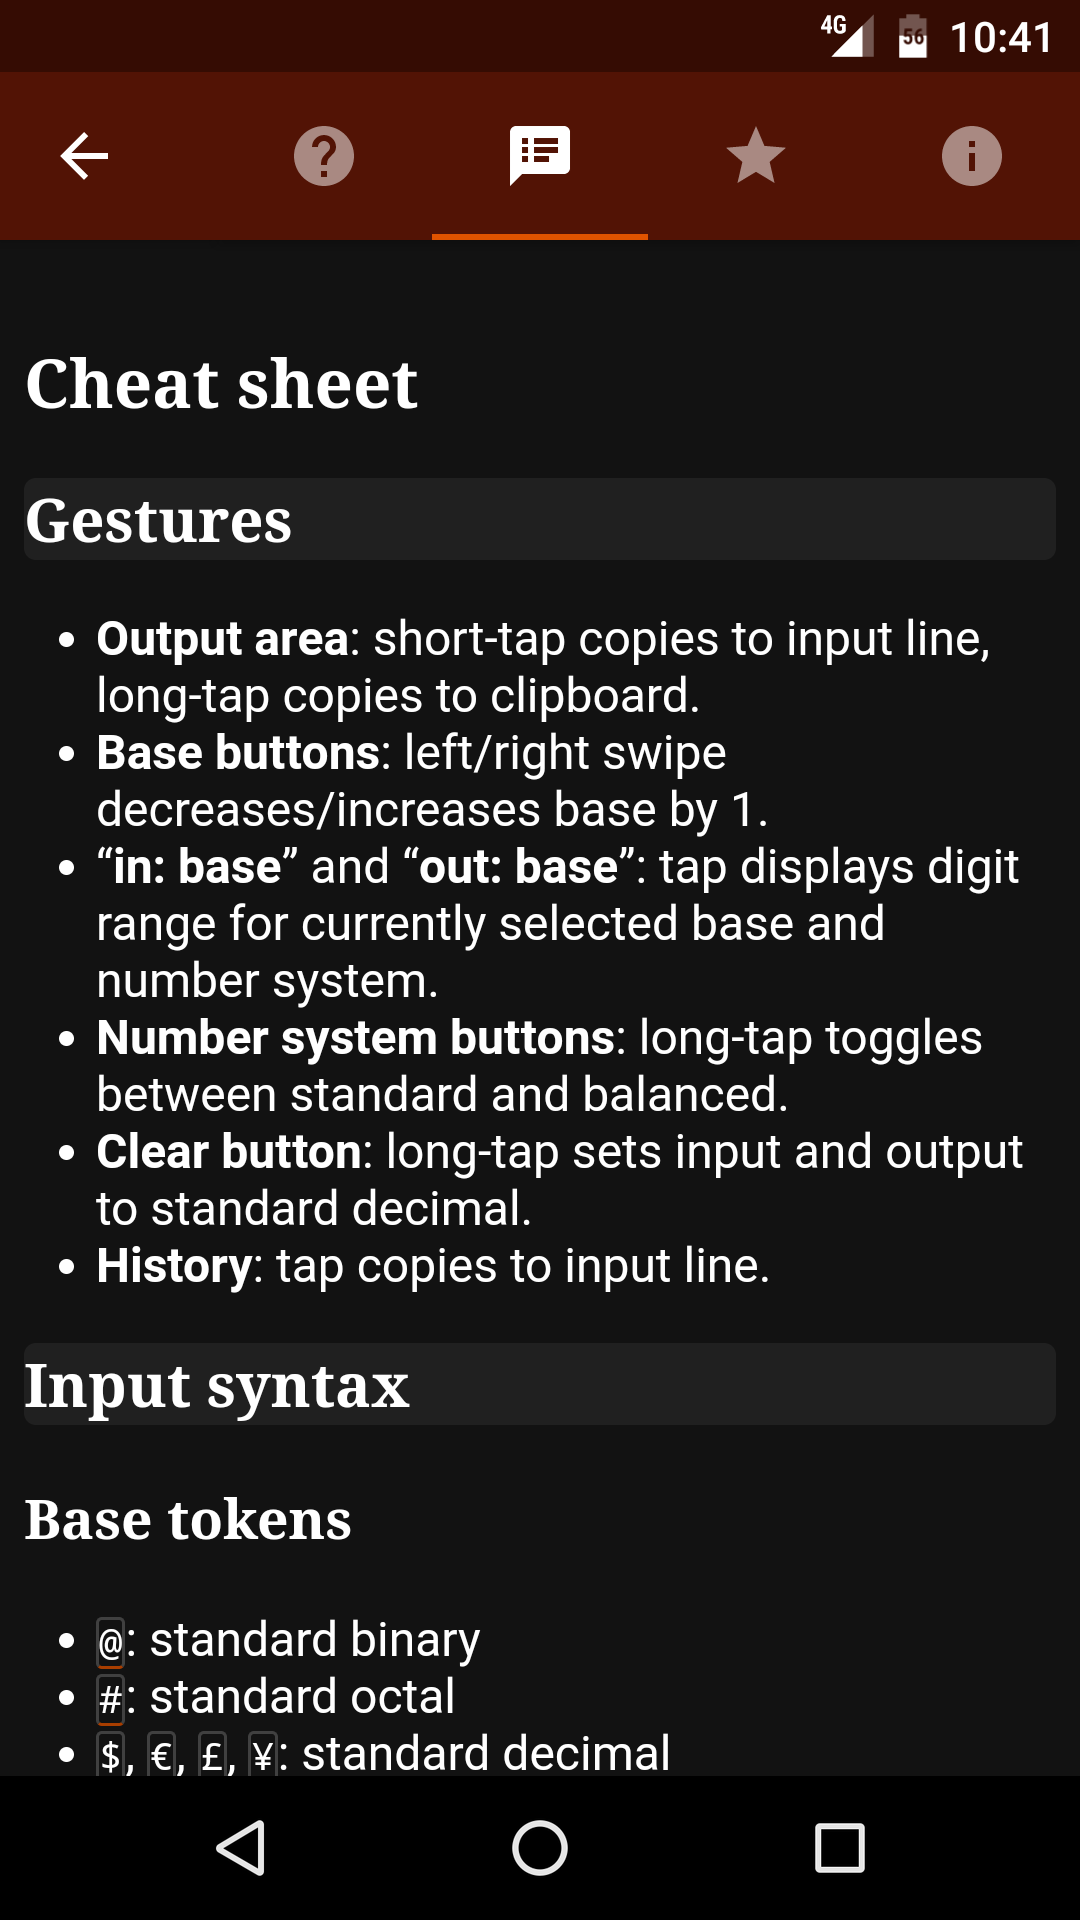 4G 56 10:41
Cheat sheet
Gestures
• Output area: short-tap copies to input line,
long-tap copies to clipboard.
• Base buttons: left/right swipe
decreases/increases base by 1.
• “in: base” and “out: base”: tap displays digit
range for currently selected base and
number system.
• Number system buttons: long-tap toggles
between standard and balanced.
• Clear button: long-tap sets input and output
to standard decimal.
• History: tap copies to input line.
Input syntax
Base tokens
• @: standard binary
• #: standard octal
• $, €, £, ¥: standard decimal